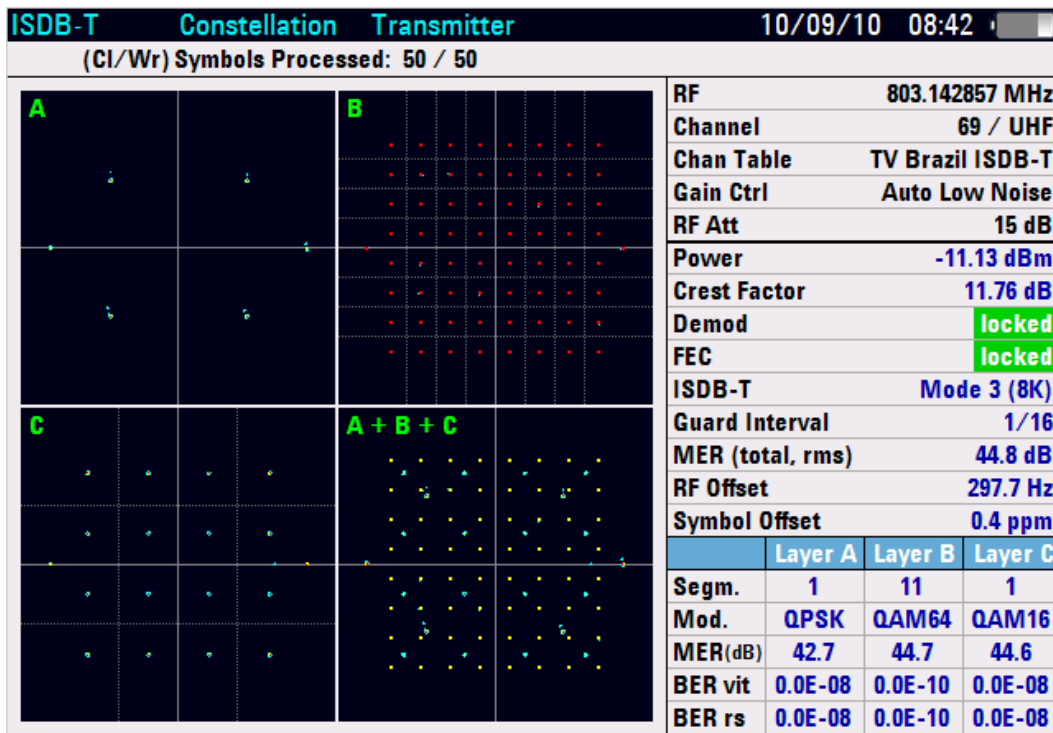 ISDB-T Constellation Transmitter 10/09/10 08:42
(Cl/Wr) Symbols Processed: 50 / 50
A
B
C
A + B + C
RF 803.142857 MHz
Channel 69 / UHF
Chan Table TV Brazil ISDB-T
Gain Ctrl Auto Low Noise
RF Att 15 dB
Power -11.13 dBm
Crest Factor 11.76 dB
Demod locked
FEC locked
ISDB-T Mode 3 (8K)
Guard Interval 1/16
MER (total, rms) 44.8 dB
RF Offset 297.7 Hz
Symbol Offset 0.4 ppm
Layer A Layer B Layer C
Segm. 1 11 1
Mod. QPSK QAM64 QAM16
MER(dB) 42.7 44.7 44.6
BER vit 0.0E-08 0.0E-10 0.0E-08
BER rs 0.0E-08 0.0E-10 0.0E-08